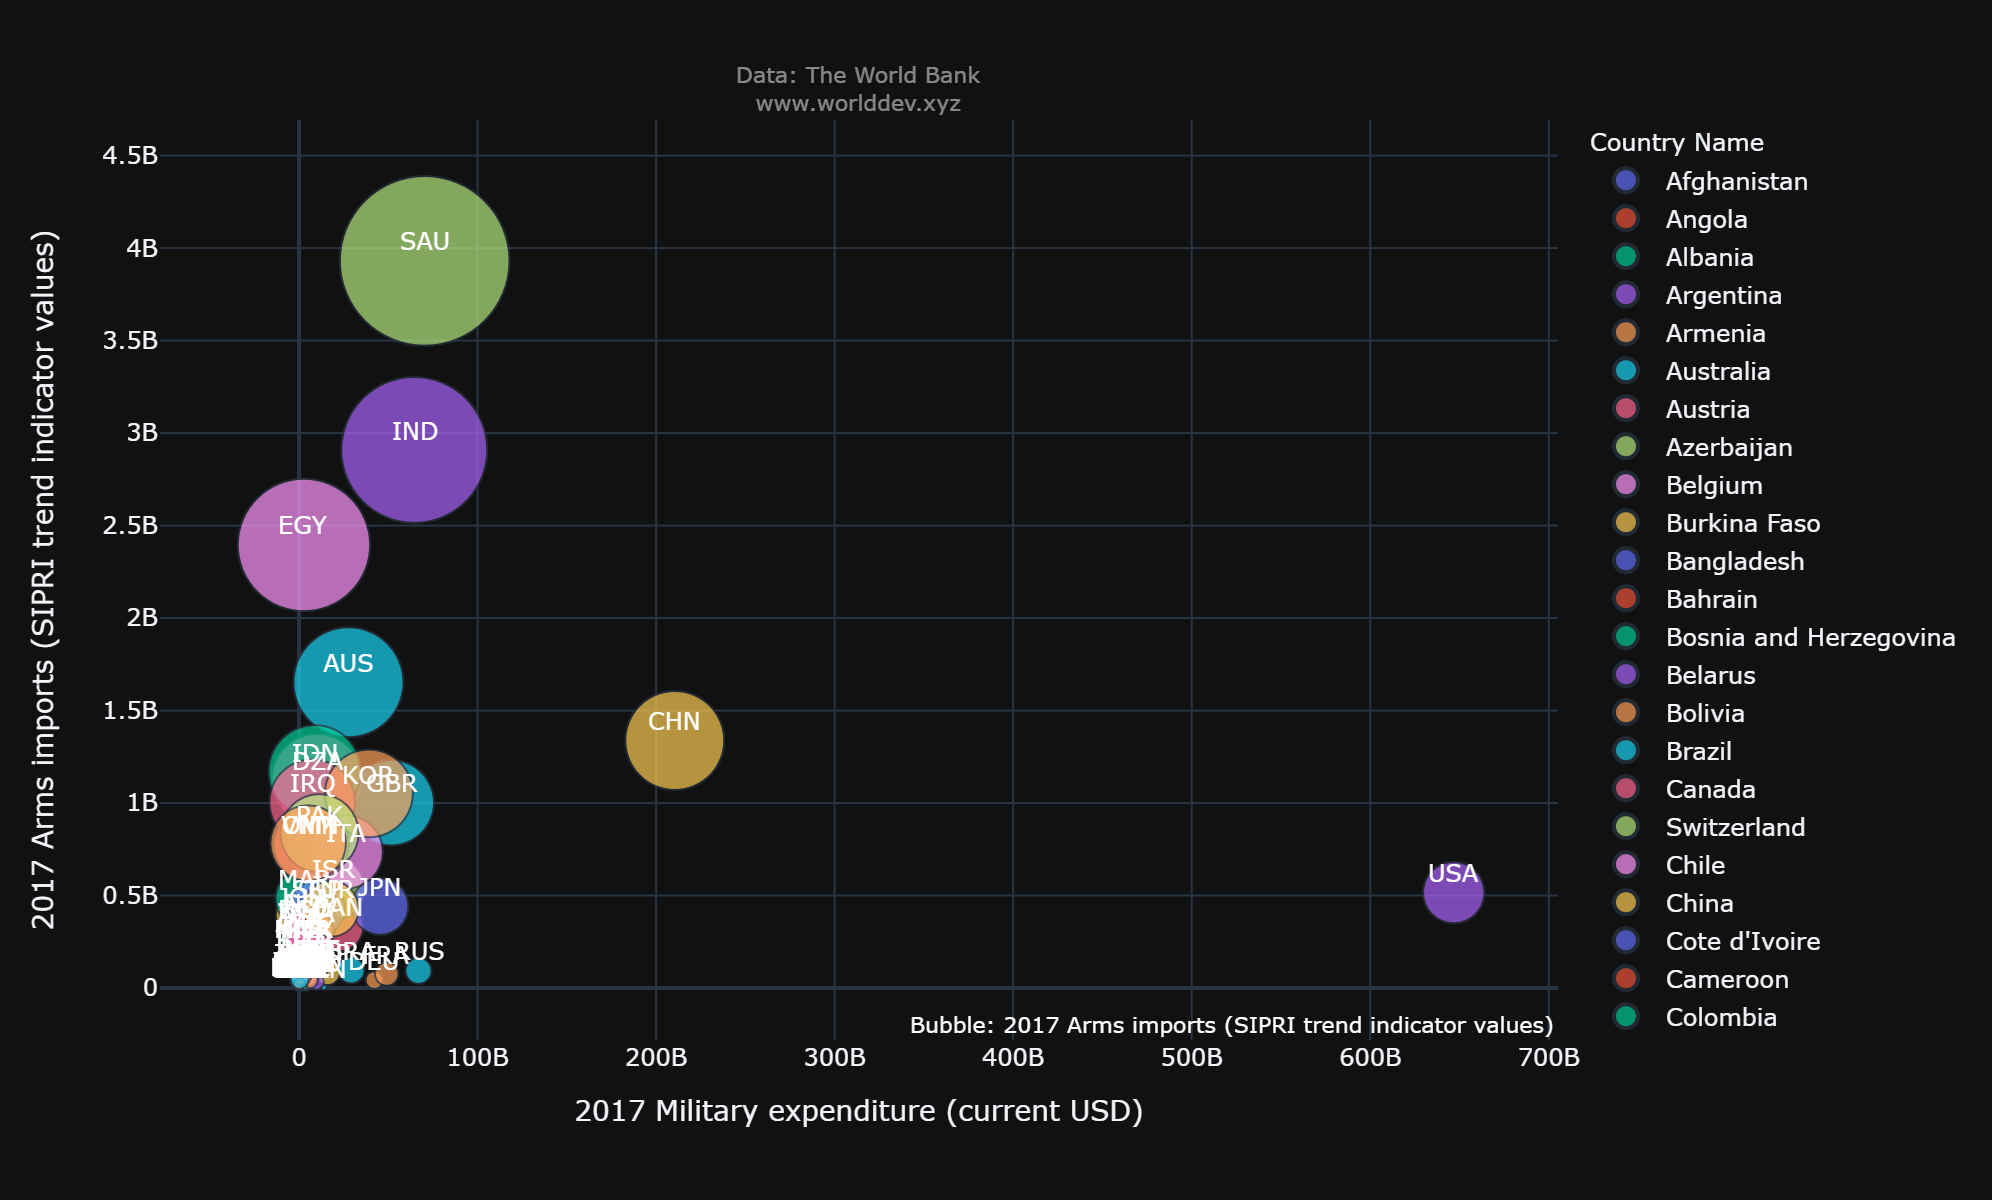 Data: The World Bank
www.worlddev.xyz
Country Name
Afghanistan
Angola
Albania
Argentina
Armenia
Australia
Austria
Azerbaijan
Belgium
Burkina Faso
Bangladesh
Bahrain
Bosnia and Herzegovina
Belarus
Bolivia
Brazil
Canada
Switzerland
Chile
China
Cote d'Ivoire
Cameroon
Colombia
2017 Arms imports (SIPRI trend indicator values)
4.5B
4B
3.5B
3B
2.5B
2B
1.5B
1B
0.5B
0
SAU
IND
EGY
AUS
CHN
IDN
DZA
IRQ
KOR
GBR
PAK
ITA
USA
ISR
MAR
JPN
DEU
FRA
RUS
Bubble: 2017 Arms imports (SIPRI trend indicator values)
0 100B 200B 300B 400B 500B 600B 700B
2017 Military expenditure (current USD)